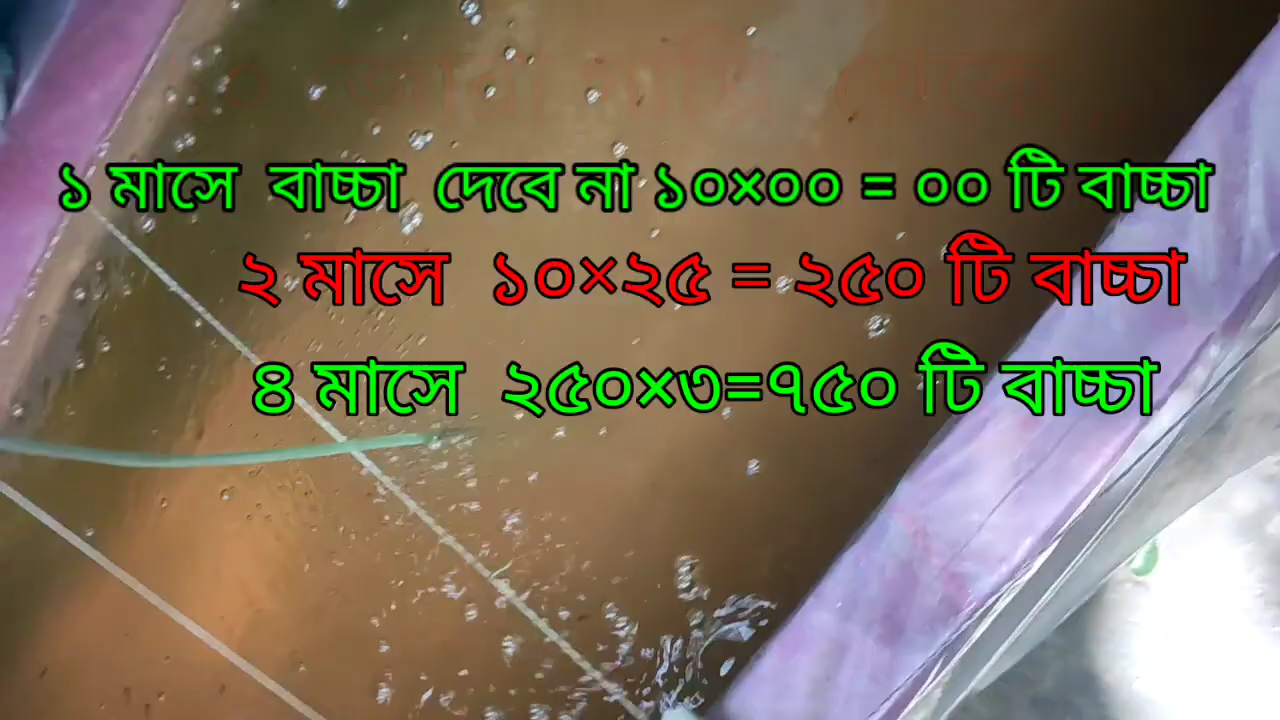 ১ মাসে বাচ্চা দেবে না ১০×০০ = ০০ টি বাচ্চা
২ মাসে ১০×২৫ = ২৫০ টি বাচ্চা
৪ মাসে ২৫০×৩=৭৫০ টি বাচ্চা